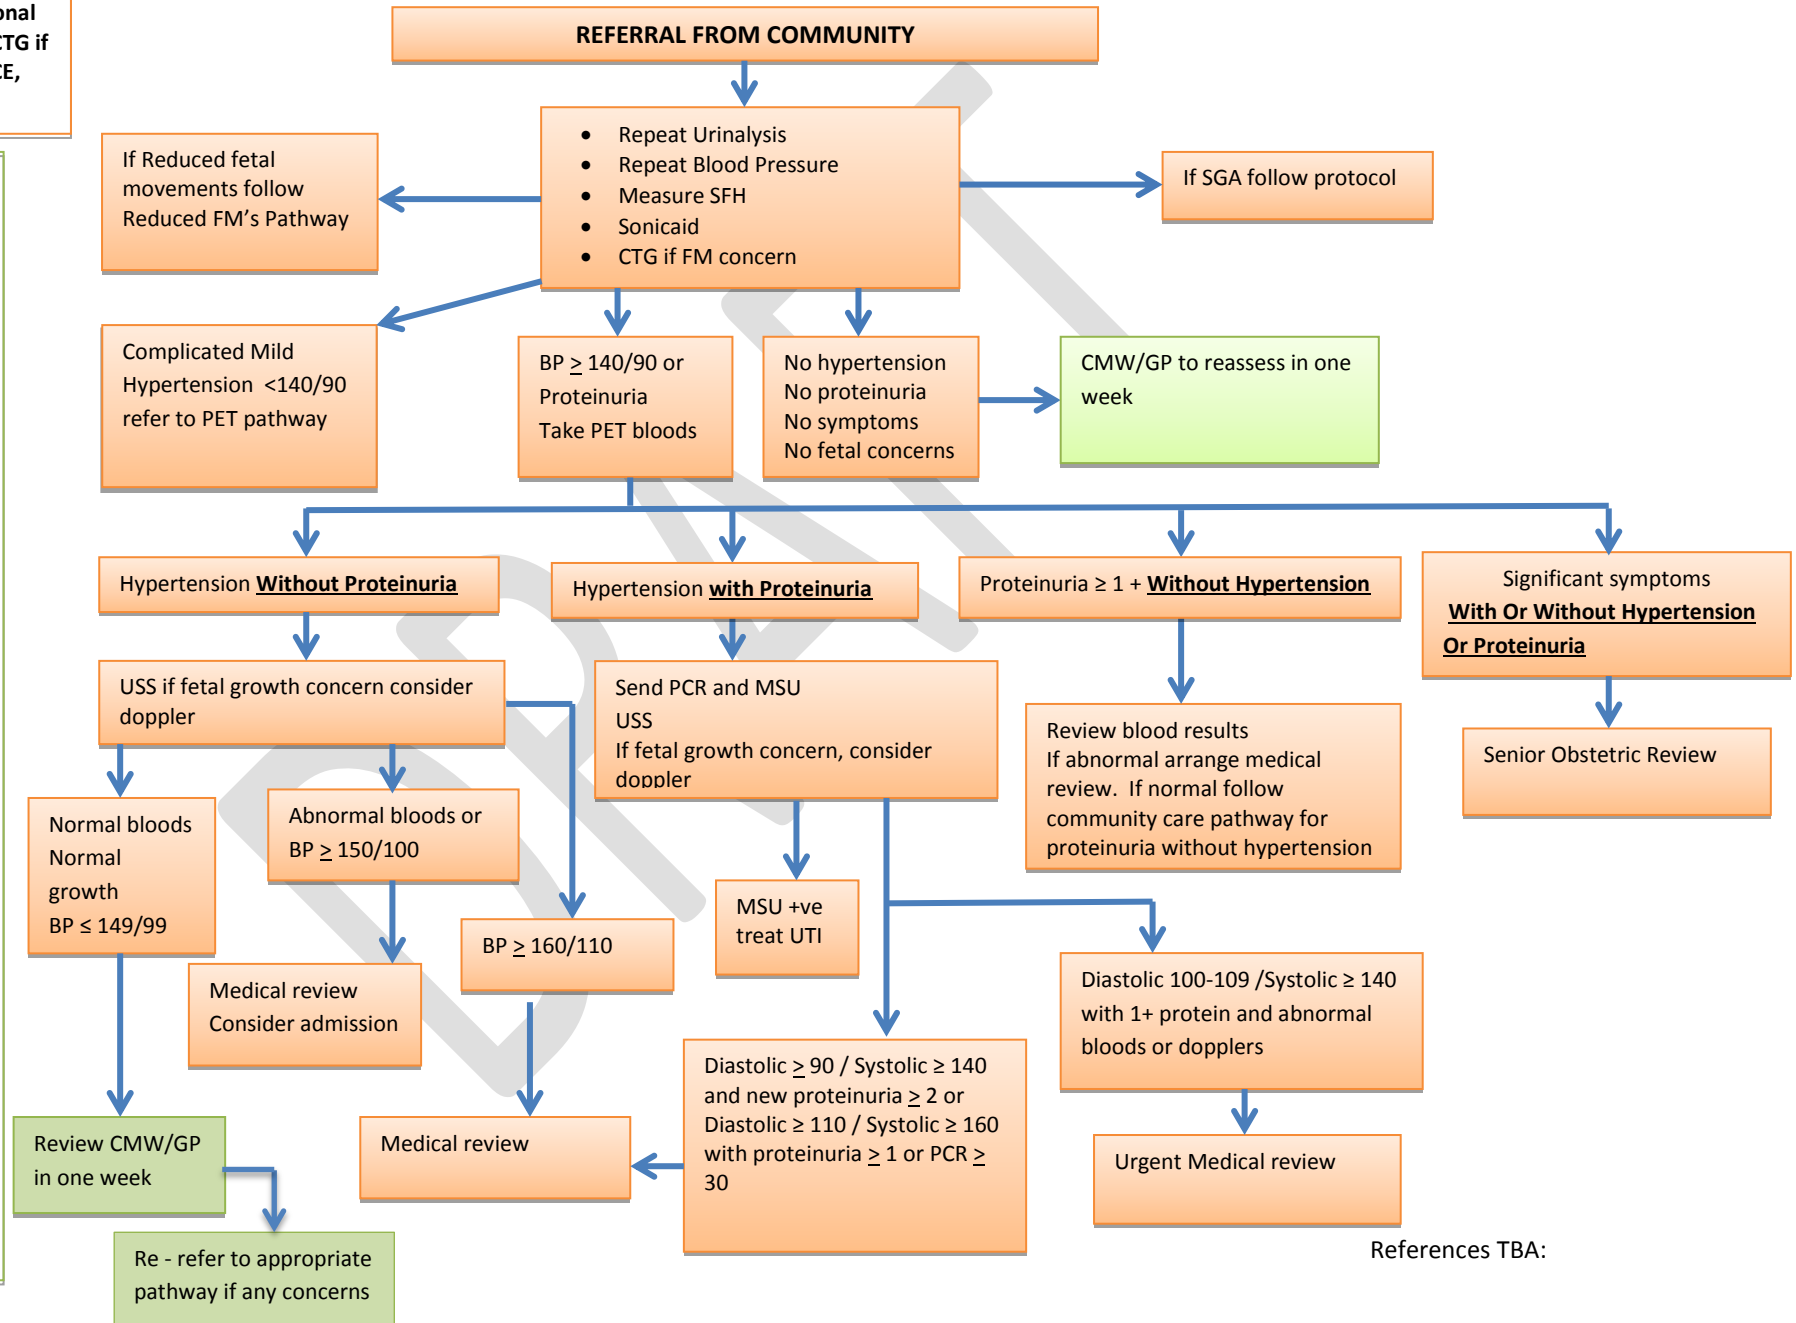 onal
CTG if
CE,
REFERRAL FROM COMMUNITY
• Repeat Urinalysis
• Repeat Blood Pressure
• Measure SFH
• Sonicaid
• CTG if FM concern
If Reduced fetal
movements follow
Reduced FM’s Pathway
If SGA follow protocol
Complicated Mild
Hypertension <140/90
refer to PET pathway
BP ≥ 140/90 or
Proteinuria
Take PET bloods
No hypertension
No proteinuria
No symptoms
No fetal concerns
CMW/GP to reassess in one
week
Hypertension Without Proteinuria
Hypertension with Proteinuria
Proteinuria ≥ 1 + Without Hypertension
Significant symptoms
With Or Without Hypertension
Or Proteinuria
USS if fetal growth concern consider
doppler
Send PCR and MSU
USS
If fetal growth concern, consider
doppler
Review blood results
If abnormal arrange medical
review. If normal follow
community care pathway for
proteinuria without hypertension
Senior Obstetric Review
Normal bloods
Normal
growth
BP ≤ 149/99
Abnormal bloods or
BP ≥ 150/100
BP ≥ 160/110
MSU +ve
treat UTI
Medical review
Consider admission
Diastolic 100-109 /Systolic ≥ 140
with 1+ protein and abnormal
bloods or dopplers
Diastolic ≥ 90 / Systolic ≥ 140
and new proteinuria ≥ 2 or
Diastolic ≥ 110 / Systolic ≥ 160
with proteinuria ≥ 1 or PCR ≥
30
Review CMW/GP
in one week
Medical review
Urgent Medical review
Re - refer to appropriate
pathway if any concerns
References TBA:
DRAFT